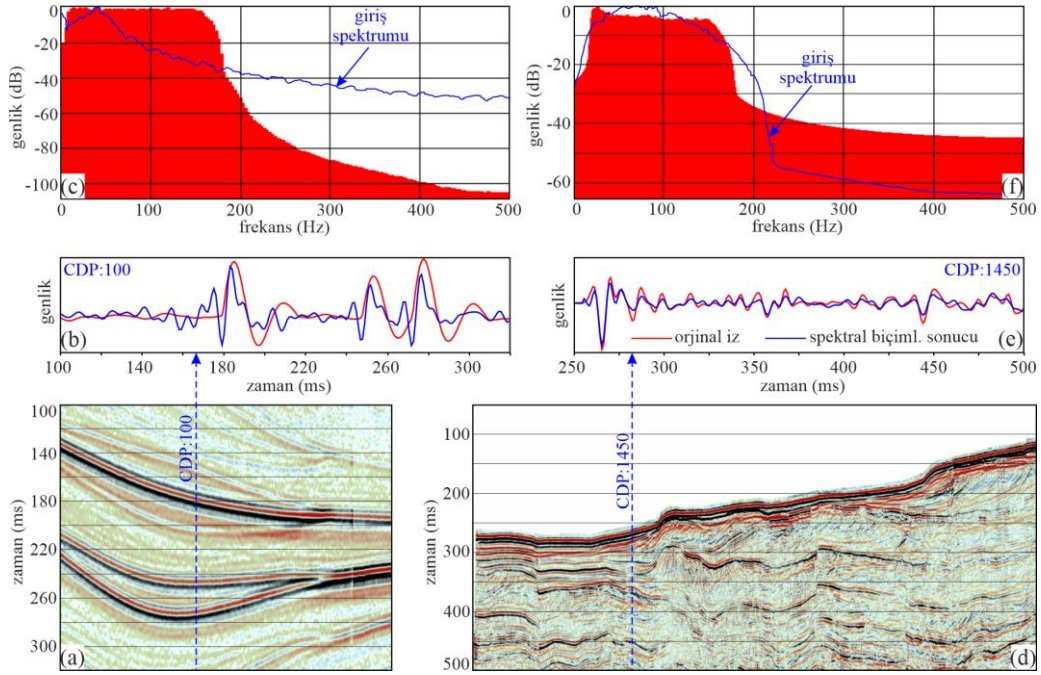 0
-20
-40
-60
-80
-100
genlik (dB)
giriş
spektrumu
(c)
0 100 200 300 400 500
frekans (Hz)
0
-20
-40
-60
genlik (dB)
giriş
spektrumu
(f)
0 100 200 300 400 500
frekans (Hz)
CDP:100
genlik
(b)
100 140 180 220 260 300
zaman (ms)
CDP:1450
genlik
orjinal iz
spektral biçiml. sonucu
(e)
250 300 350 400 450 500
zaman (ms)
100
140
180
220
260
300
zaman (ms)
CDP:100
(a)
100
200
300
400
500
zaman (ms)
CDP:1450
(d)